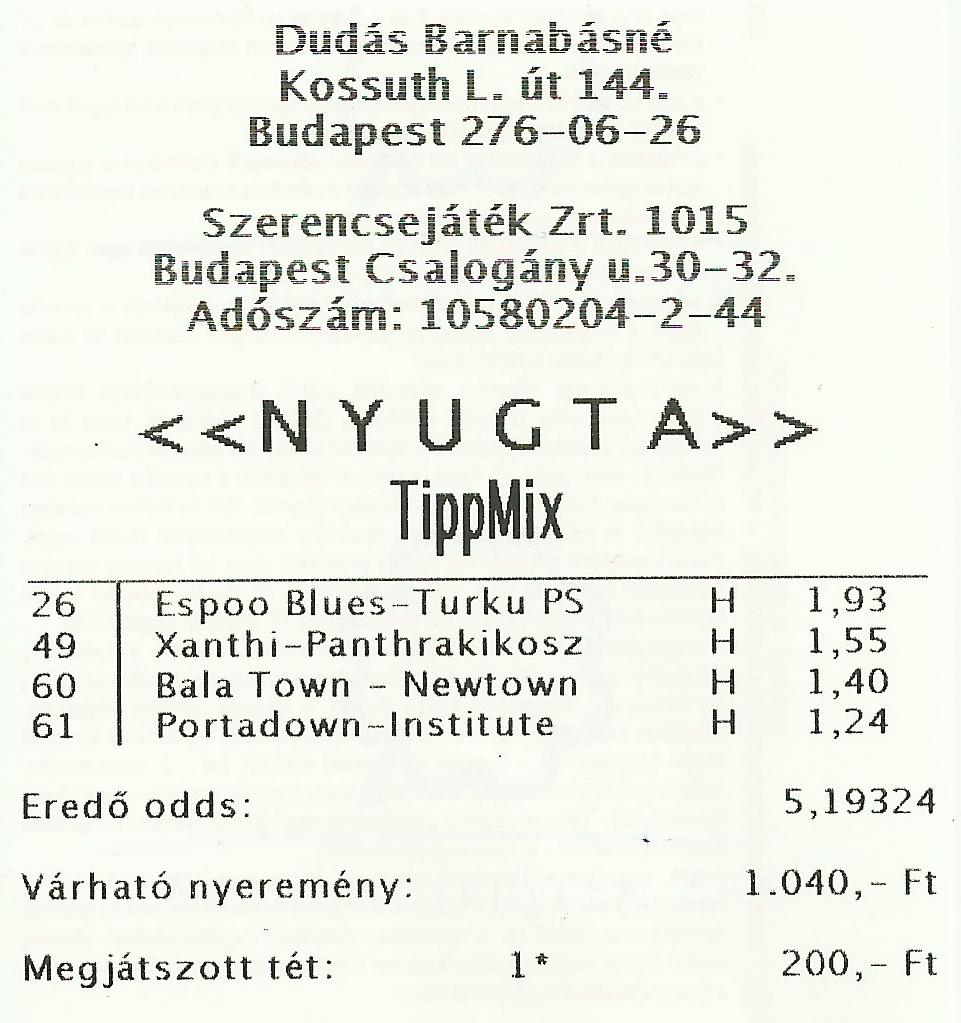 Dudás Barnabásné
Kossuth L. út 144.
Budapest 276-06-26
Szerencsejáték Zrt. 1015
Budapest Csalogány u.30-32.
Adószám: 10580204-2-44
<<N Y U G T A>>
TippMix
26 Espoo Blues-Turku PS H 1,93
49 Xanthi-Panthrakikosz H 1,55
60 Bala Town - Newtown H 1,40
61 Portadown-Institute H 1,24
Eredő odds: 5,19324
Várható nyeremény: 1.040,- Ft
Megjátszott tét: 1* 200,- Ft